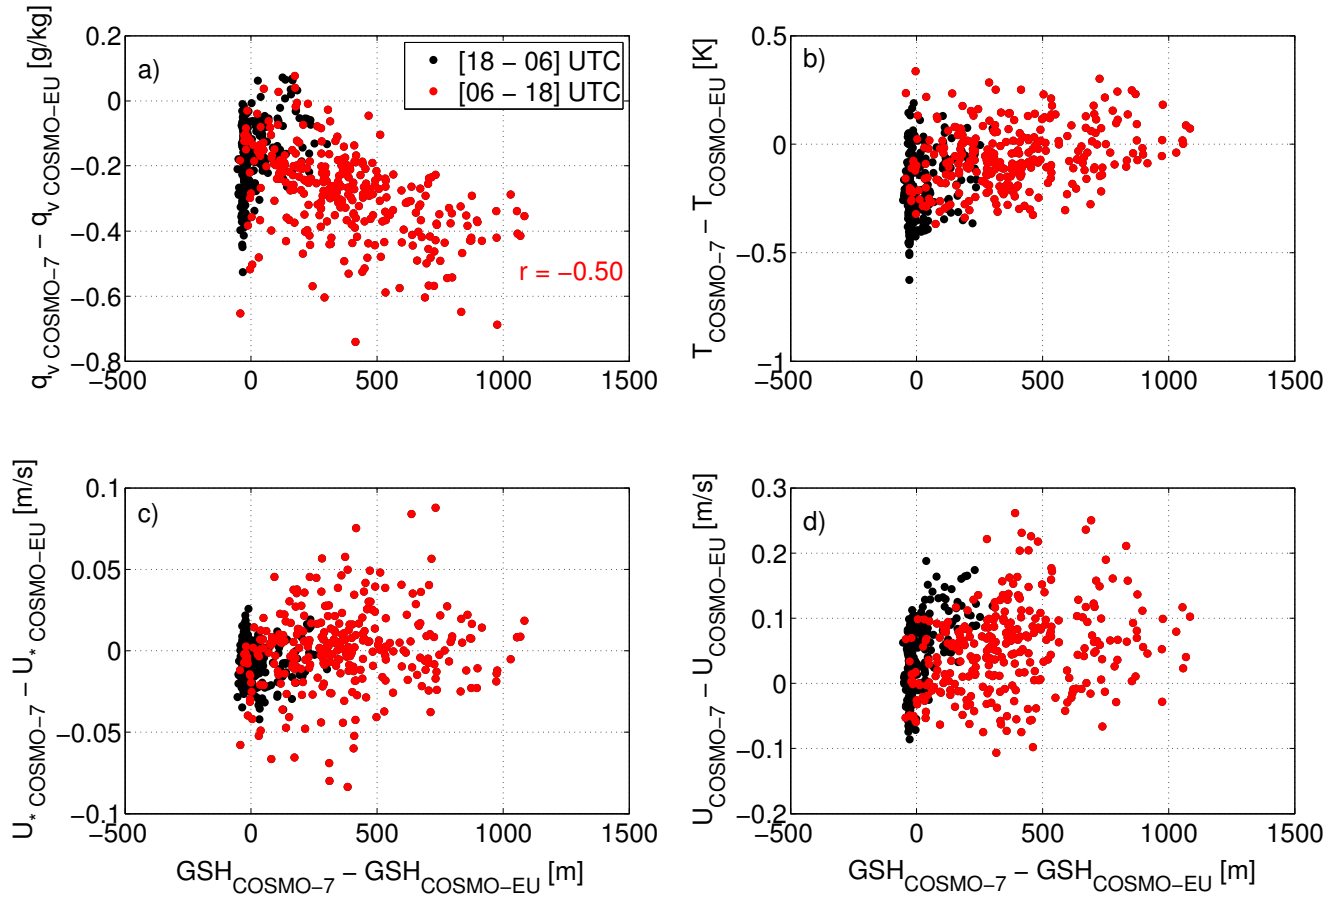 q_v COSMO−7 − q_v COSMO−EU [g/kg]
0.2
0
−0.2
−0.4
−0.6
−0.8
a)
[18 − 06] UTC
[06 − 18] UTC
r = −0.50
−500 0 500 1000 1500
T_COSMO−7 − T_COSMO−EU [K]
0.5
0
−0.5
−1
b)
−500 0 500 1000 1500
U_* COSMO−7 − U_* COSMO−EU [m/s]
0.1
0.05
0
−0.05
−0.1
c)
−500 0 500 1000 1500
GSH_COSMO−7 − GSH_COSMO−EU [m]
U_COSMO−7 − U_COSMO−EU [m/s]
0.3
0.2
0.1
0
−0.1
−0.2
d)
−500 0 500 1000 1500
GSH_COSMO−7 − GSH_COSMO−EU [m]